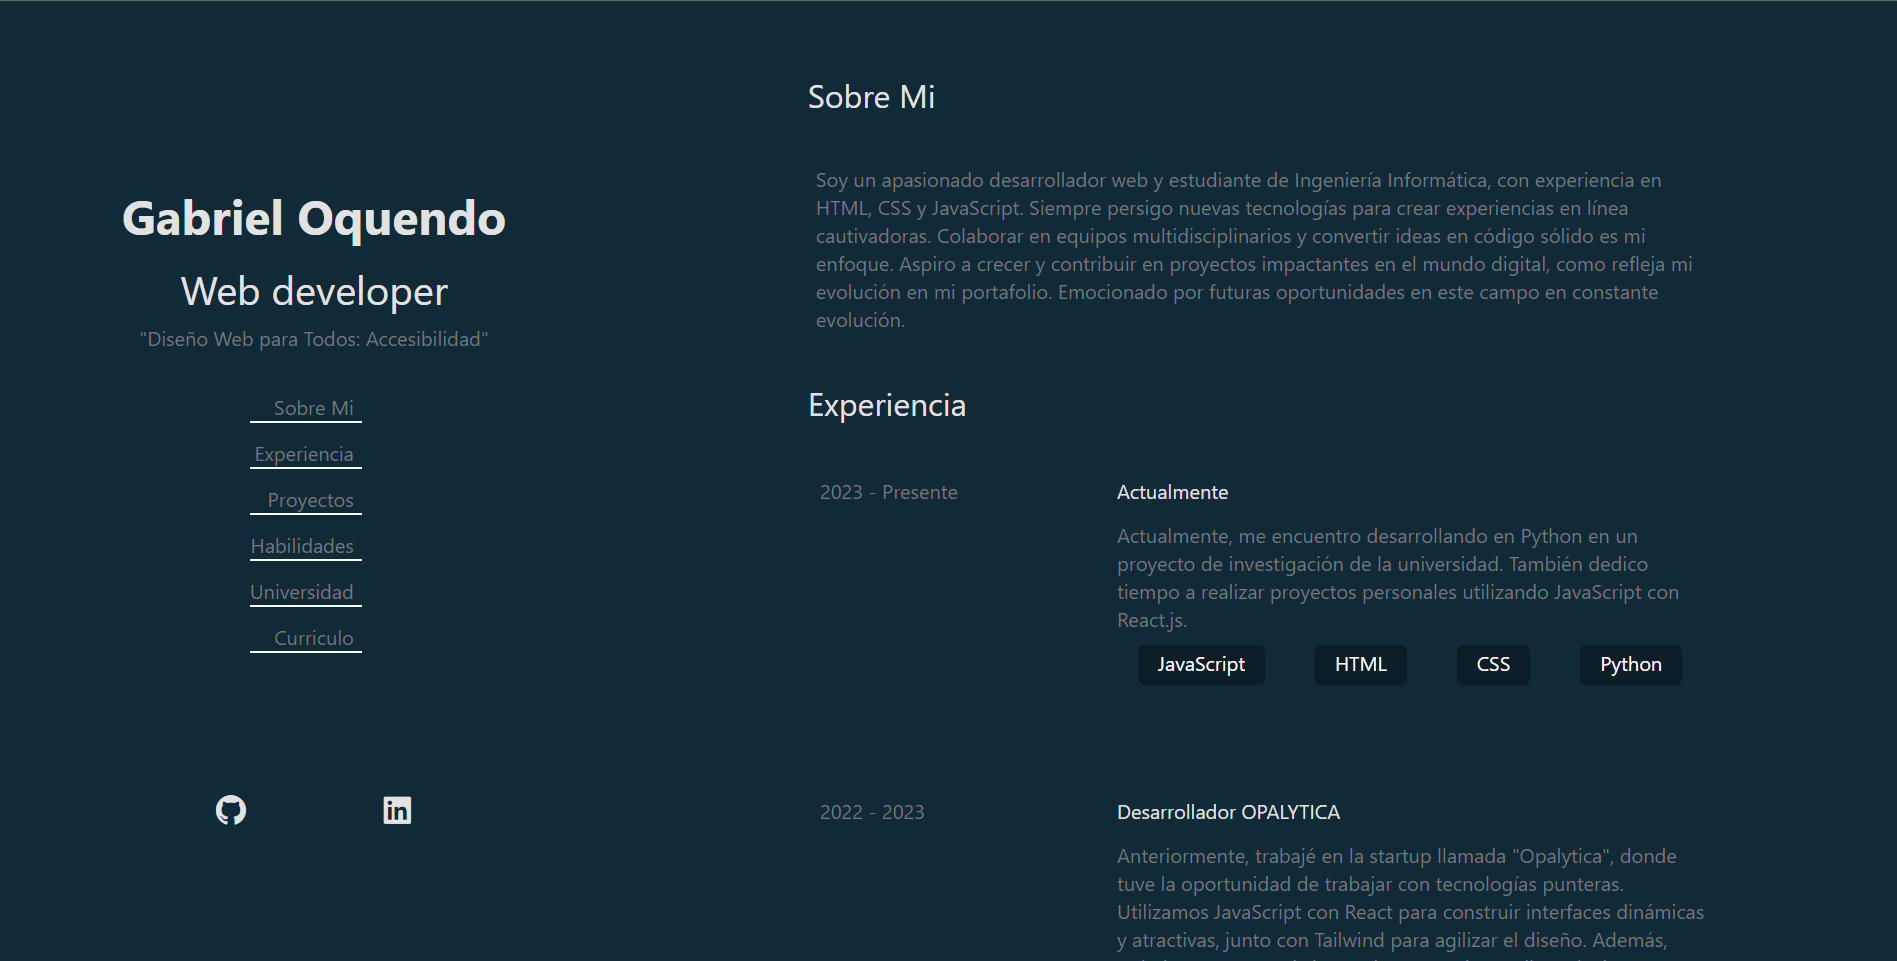 Gabriel Oquendo
Web developer
"Diseño Web para Todos: Accesibilidad"
Sobre Mi
Experiencia
Proyectos
Habilidades
Universidad
Curriculo
in
Sobre Mi
Soy un apasionado desarrollador web y estudiante de Ingeniería Informática, con experiencia en
HTML, CSS y JavaScript. Siempre persigo nuevas tecnologías para crear experiencias en línea
cautivadoras. Colaborar en equipos multidisciplinarios y convertir ideas en código sólido es mi
enfoque. Aspiro a crecer y contribuir en proyectos impactantes en el mundo digital, como refleja mi
evolución en mi portafolio. Emocionado por futuras oportunidades en este campo en constante
evolución.
Experiencia
2023 - Presente
Actualmente
Actualmente, me encuentro desarrollando en Python en un
proyecto de investigación de la universidad. También dedico
tiempo a realizar proyectos personales utilizando JavaScript con
React.js.
JavaScript HTML CSS Python
2022 - 2023
Desarrollador OPALYTICA
Anteriormente, trabajé en la startup llamada "Opalytica", donde
tuve la oportunidad de trabajar con tecnologías punteras.
Utilizamos JavaScript con React para construir interfaces dinámicas
y atractivas, junto con Tailwind para agilizar el diseño. Además,